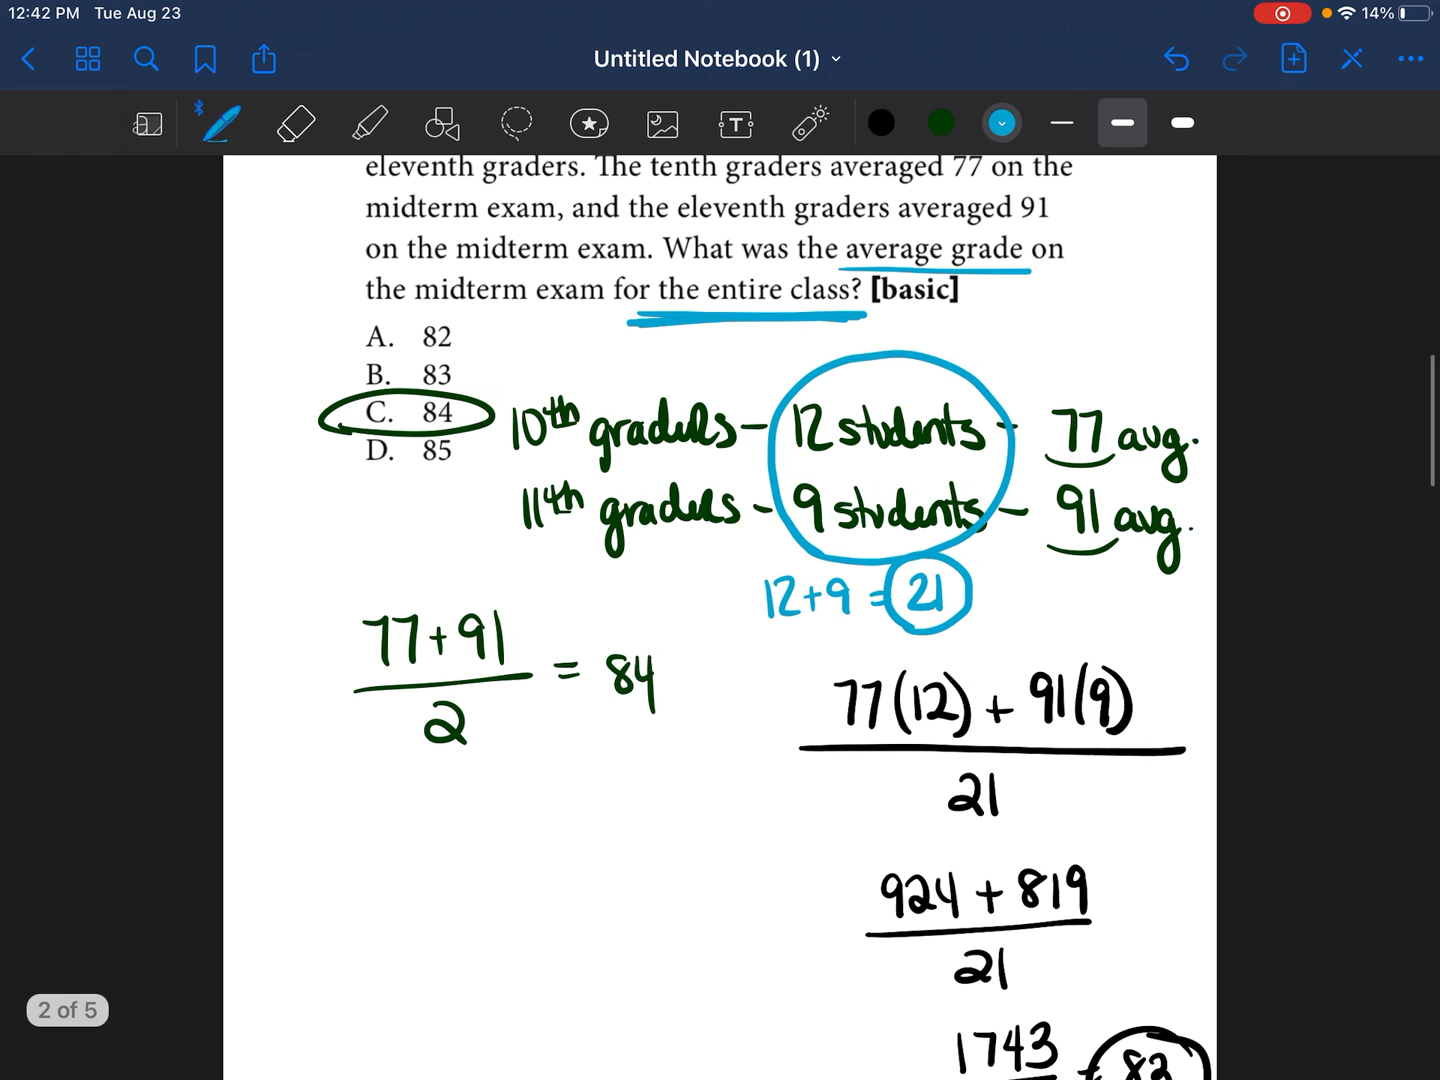 12:42 PM Tue Aug 23
14%
Untitled Notebook (1)
T
eleventh graders. The tenth graders averaged 77 on the
midterm exam, and the eleventh graders averaged 91
on the midterm exam. What was the average grade on
the midterm exam for the entire class? [basic]
A. 82
B. 83
C. 84
D. 85
10th graders – 12 students - 77 avg.
11th graders - 9 students – 91 avg.
12+9 = 21
77+91
2
= 84
77(12) + 91(9)
21
924 + 819
21
1743
= 83
2 of 5